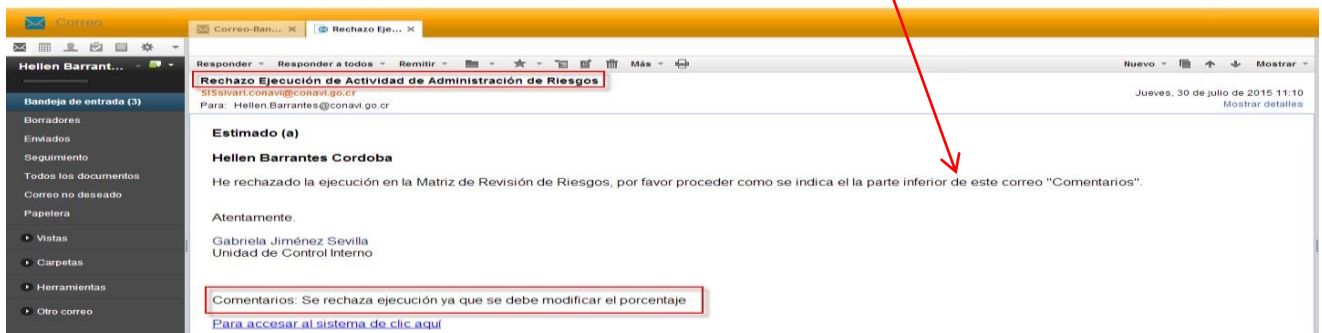 Correo
Correo-Ban... ×
Rechazo Eje... ×
Hellen Barrant...
Responder Responder a todos Remitir Más
Nuevo Mostrar
Rechazo Ejecución de Actividad de Administración de Riesgos
SISsivari.conavi@conavi.go.cr
Jueves, 30 de julio de 2015 11:10
Para: Hellen.Barrantes@conavi.go.cr
Mostrar detalles
Bandeja de entrada (3)
Borradores
Enviados
Seguimiento
Todos los documentos
Correo no deseado
Papelera
Vistas
Carpetas
Herramientas
Otro correo
Estimado (a)
Hellen Barrantes Cordoba
He rechazado la ejecución en la Matriz de Revisión de Riesgos, por favor proceder como se indica el la parte inferior de este correo "Comentarios".
Atentamente.
Gabriela Jiménez Sevilla
Unidad de Control Interno
Comentarios: Se rechaza ejecución ya que se debe modificar el porcentaje
Para accesar al sistema de clic aquí